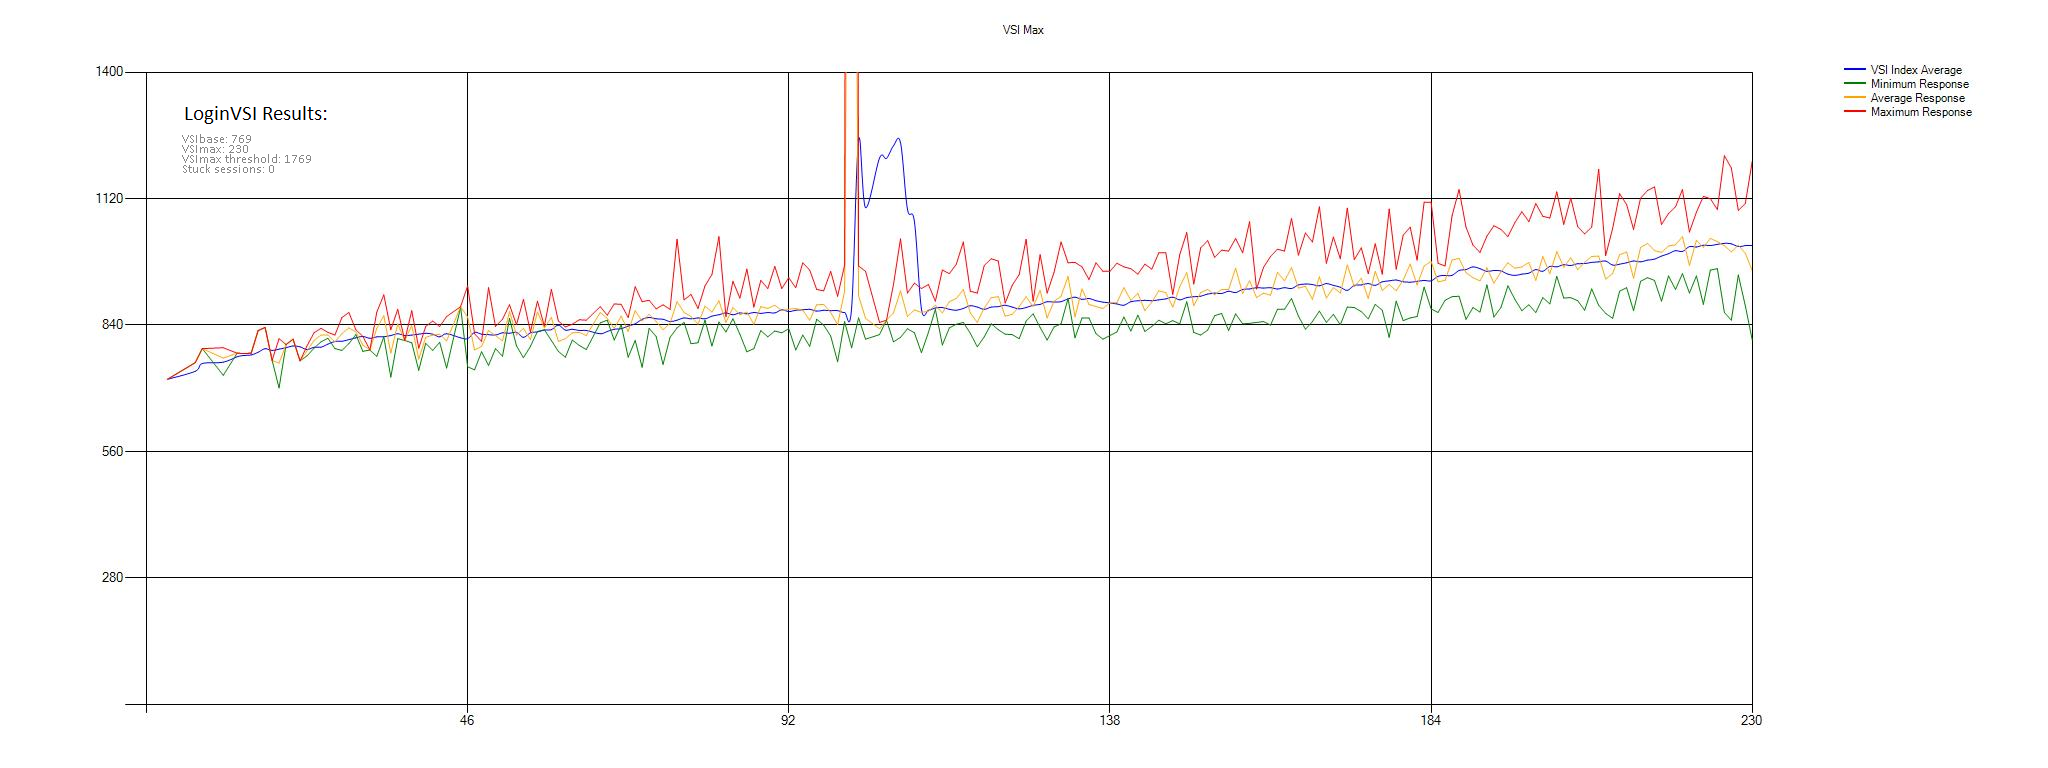 VSI Max
1400
1120
840
560
280
46
92
138
184
230
LoginVSI Results:
VSIbase: 769
VSImax: 230
VSImax threshold: 1769
Stuck sessions: 0
VSI Index Average
Minimum Response
Average Response
Maximum Response